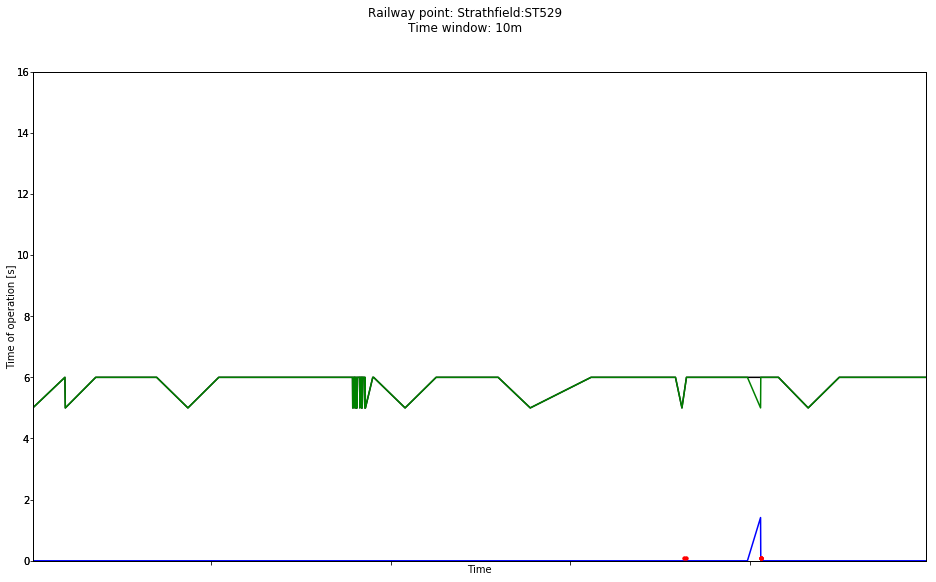 Railway point: Strathfield:ST529
Time window: 10m
16
14
12
10
8
6
4
2
0
Time of operation [s]
Time